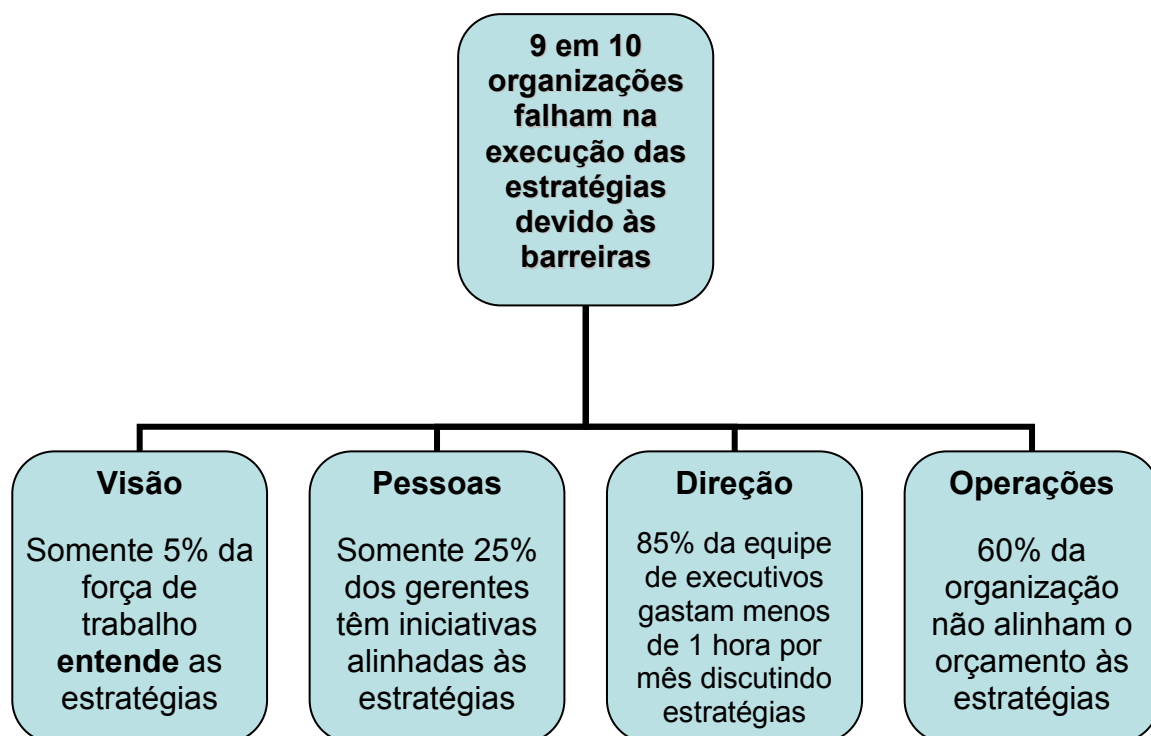 9 em 10
organizações
falham na
execução das
estratégias
devido às
barreiras
Visão
Somente 5% da
força de
trabalho
entende as
estratégias
Pessoas
Somente 25%
dos gerentes
têm iniciativas
alinhadas às
estratégias
Direção
85% da equipe
de executivos
gastam menos
de 1 hora por
mês discutindo
estratégias
Operações
60% da
organização
não alinham o
orçamento às
estratégias